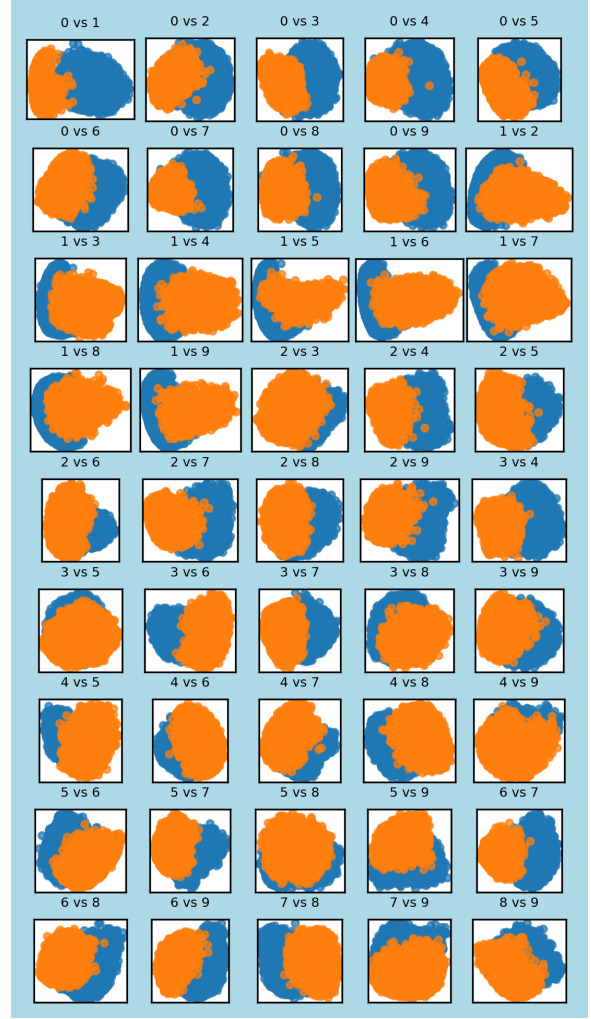 0 vs 1 0 vs 2 0 vs 3 0 vs 4 0 vs 5
0 vs 6 0 vs 7 0 vs 8 0 vs 9 1 vs 2
1 vs 3 1 vs 4 1 vs 5 1 vs 6 1 vs 7
1 vs 8 1 vs 9 2 vs 3 2 vs 4 2 vs 5
2 vs 6 2 vs 7 2 vs 8 2 vs 9 3 vs 4
3 vs 5 3 vs 6 3 vs 7 3 vs 8 3 vs 9
4 vs 5 4 vs 6 4 vs 7 4 vs 8 4 vs 9
5 vs 6 5 vs 7 5 vs 8 5 vs 9 6 vs 7
6 vs 8 6 vs 9 7 vs 8 7 vs 9 8 vs 9